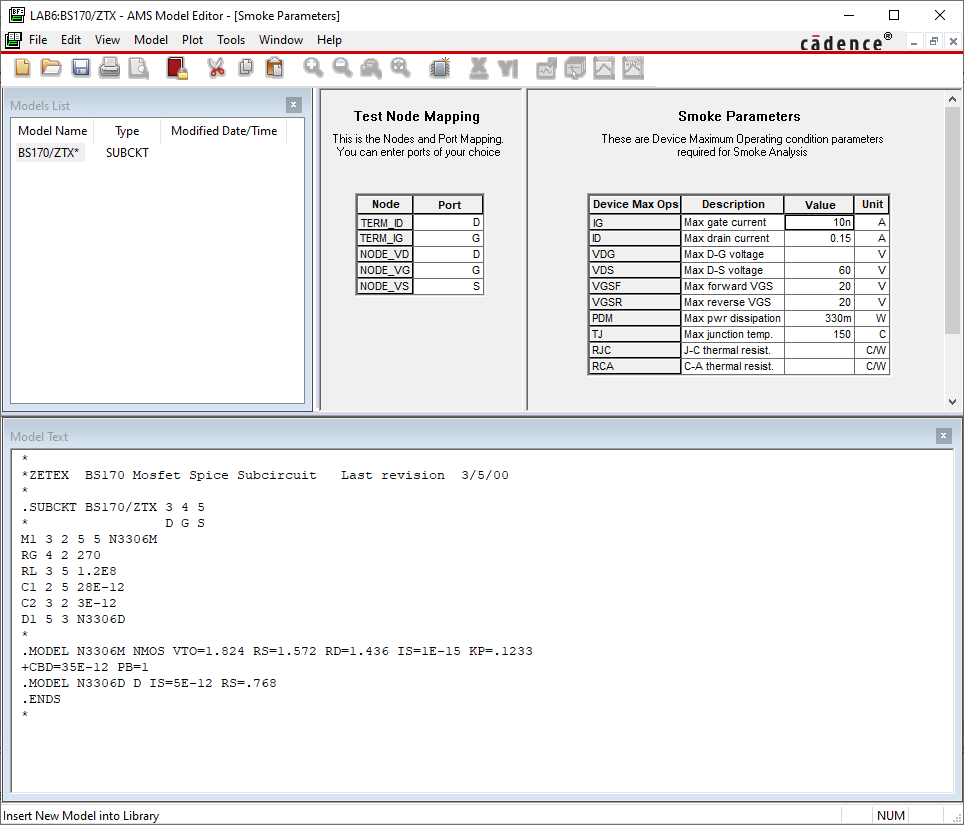 LAB6:BS170/ZTX - AMS Model Editor - [Smoke Parameters]
File Edit View Model Plot Tools Window Help
cādence®
Models List
Model Name Type Modified Date/Time
BS170/ZTX* SUBCKT
Test Node Mapping
This is the Nodes and Port Mapping.
You can enter ports of your choice
Node Port
TERM_ID D
TERM_IG G
NODE_VD D
NODE_VG G
NODE_VS S
Smoke Parameters
These are Device Maximum Operating condition parameters
required for Smoke Analysis
Device Max Ops Description Value Unit
IG Max gate current 10n A
ID Max drain current 0.15 A
VDG Max D-G voltage V
VDS Max D-S voltage 60 V
VGSF Max forward VGS 20 V
VGSR Max reverse VGS 20 V
PDM Max pwr dissipation 330m W
TJ Max junction temp. 150 C
RJC J-C thermal resist. C/W
RCA C-A thermal resist. C/W
Model Text
*
*ZETEX BS170 Mosfet Spice Subcircuit Last revision 3/5/00
*
.SUBCKT BS170/ZTX 3 4 5
* D G S
M1 3 2 5 5 N3306M
RG 4 2 270
RL 3 5 1.2E8
C1 2 5 28E-12
C2 3 2 3E-12
D1 5 3 N3306D
*
.MODEL N3306M NMOS VTO=1.824 RS=1.572 RD=1.436 IS=1E-15 KP=.1233
+CBD=35E-12 PB=1
.MODEL N3306D D IS=5E-12 RS=.768
.ENDS
*
Insert New Model into Library NUM